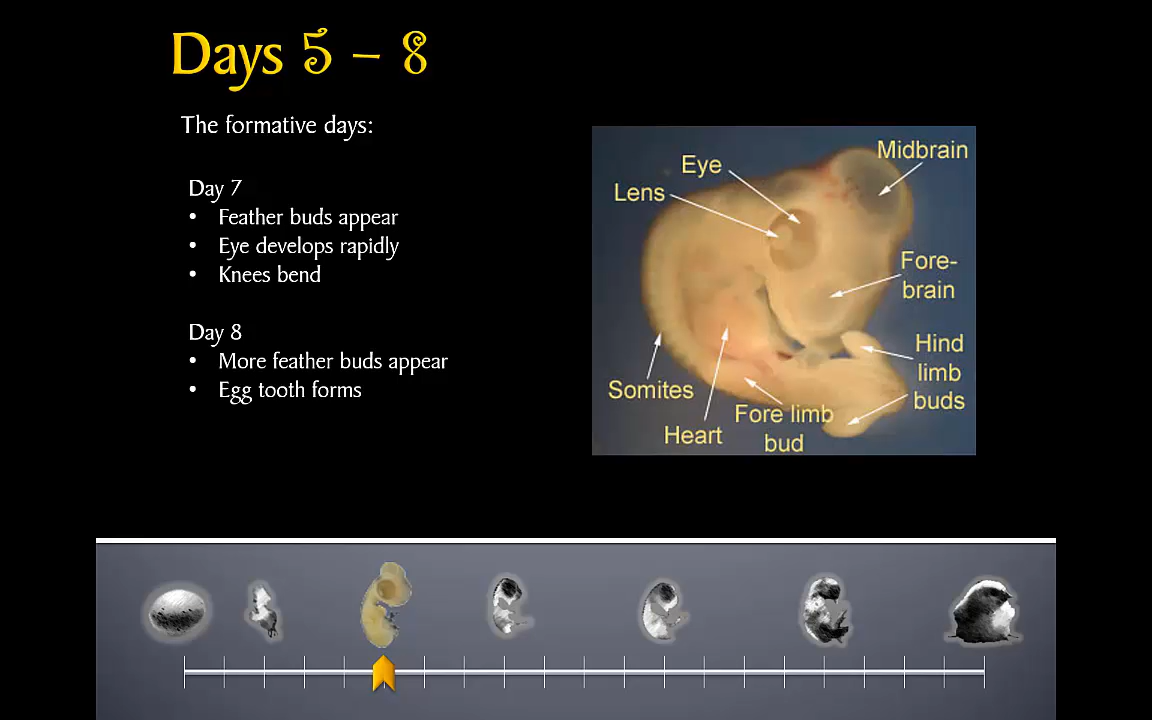 Days 5 – 8
The formative days:
Day 7
• Feather buds appear
• Eye develops rapidly
• Knees bend
Day 8
• More feather buds appear
• Egg tooth forms
Midbrain
Eye
Lens
Fore-
brain
Hind
limb
buds
Somites
Fore limb
bud
Heart